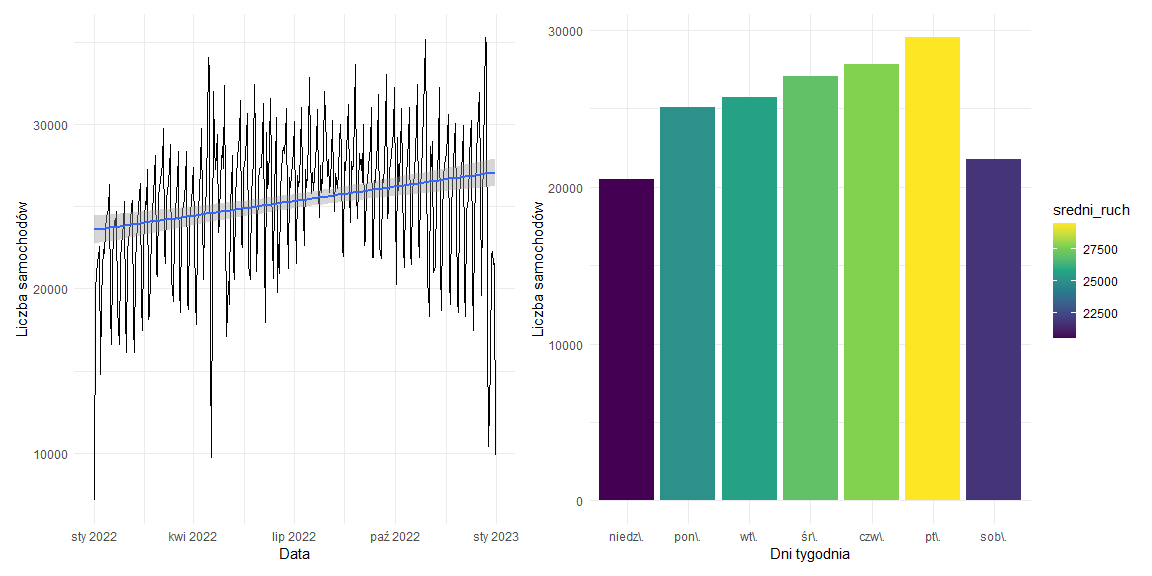 Liczba samochodów
30000
20000
10000
sty 2022
kwi 2022
lip 2022
paź 2022
sty 2023
Data
Liczba samochodów
30000
20000
10000
0
niedz\.
pon\.
wt\.
śr\.
czw\.
pt\.
sob\.
Dni tygodnia
sredni_ruch
27500
25000
22500